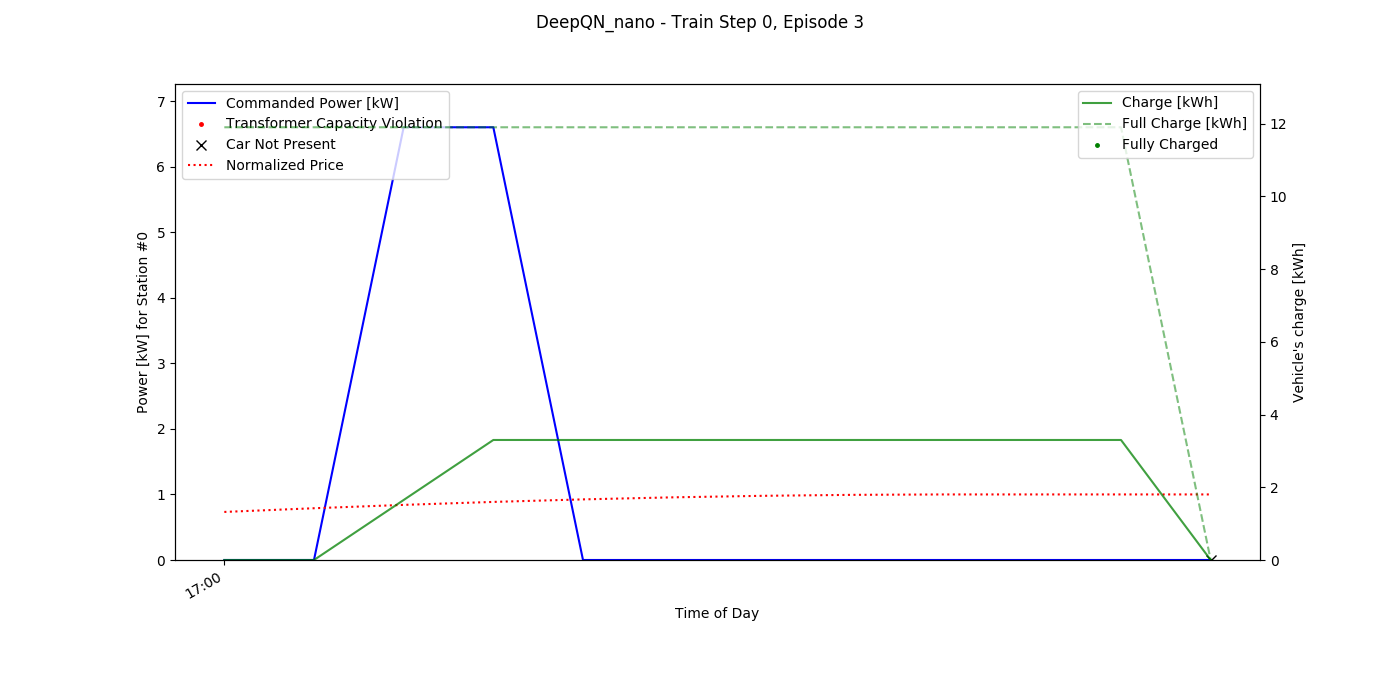 DeepQN_nano - Train Step 0, Episode 3
Commanded Power [kW]
Transformer Capacity Violation
Car Not Present
Normalized Price
Charge [kWh]
Full Charge [kWh]
Fully Charged
7
6
5
4
3
2
1
0
Power [kW] for Station #0
12
10
8
6
4
2
0
Vehicle's charge [kWh]
17:00
Time of Day